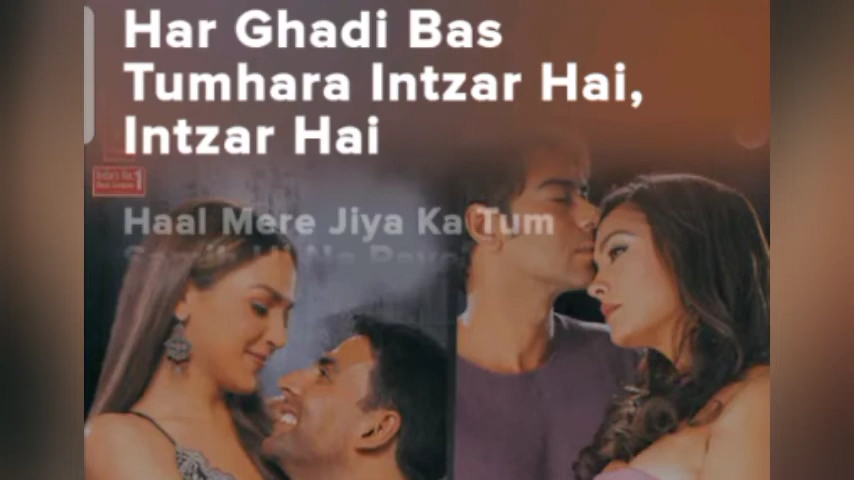 Har Ghadi Bas
Tumhara Intzar Hai,
Intzar Hai
Haal Mere Jiya Ka Tum